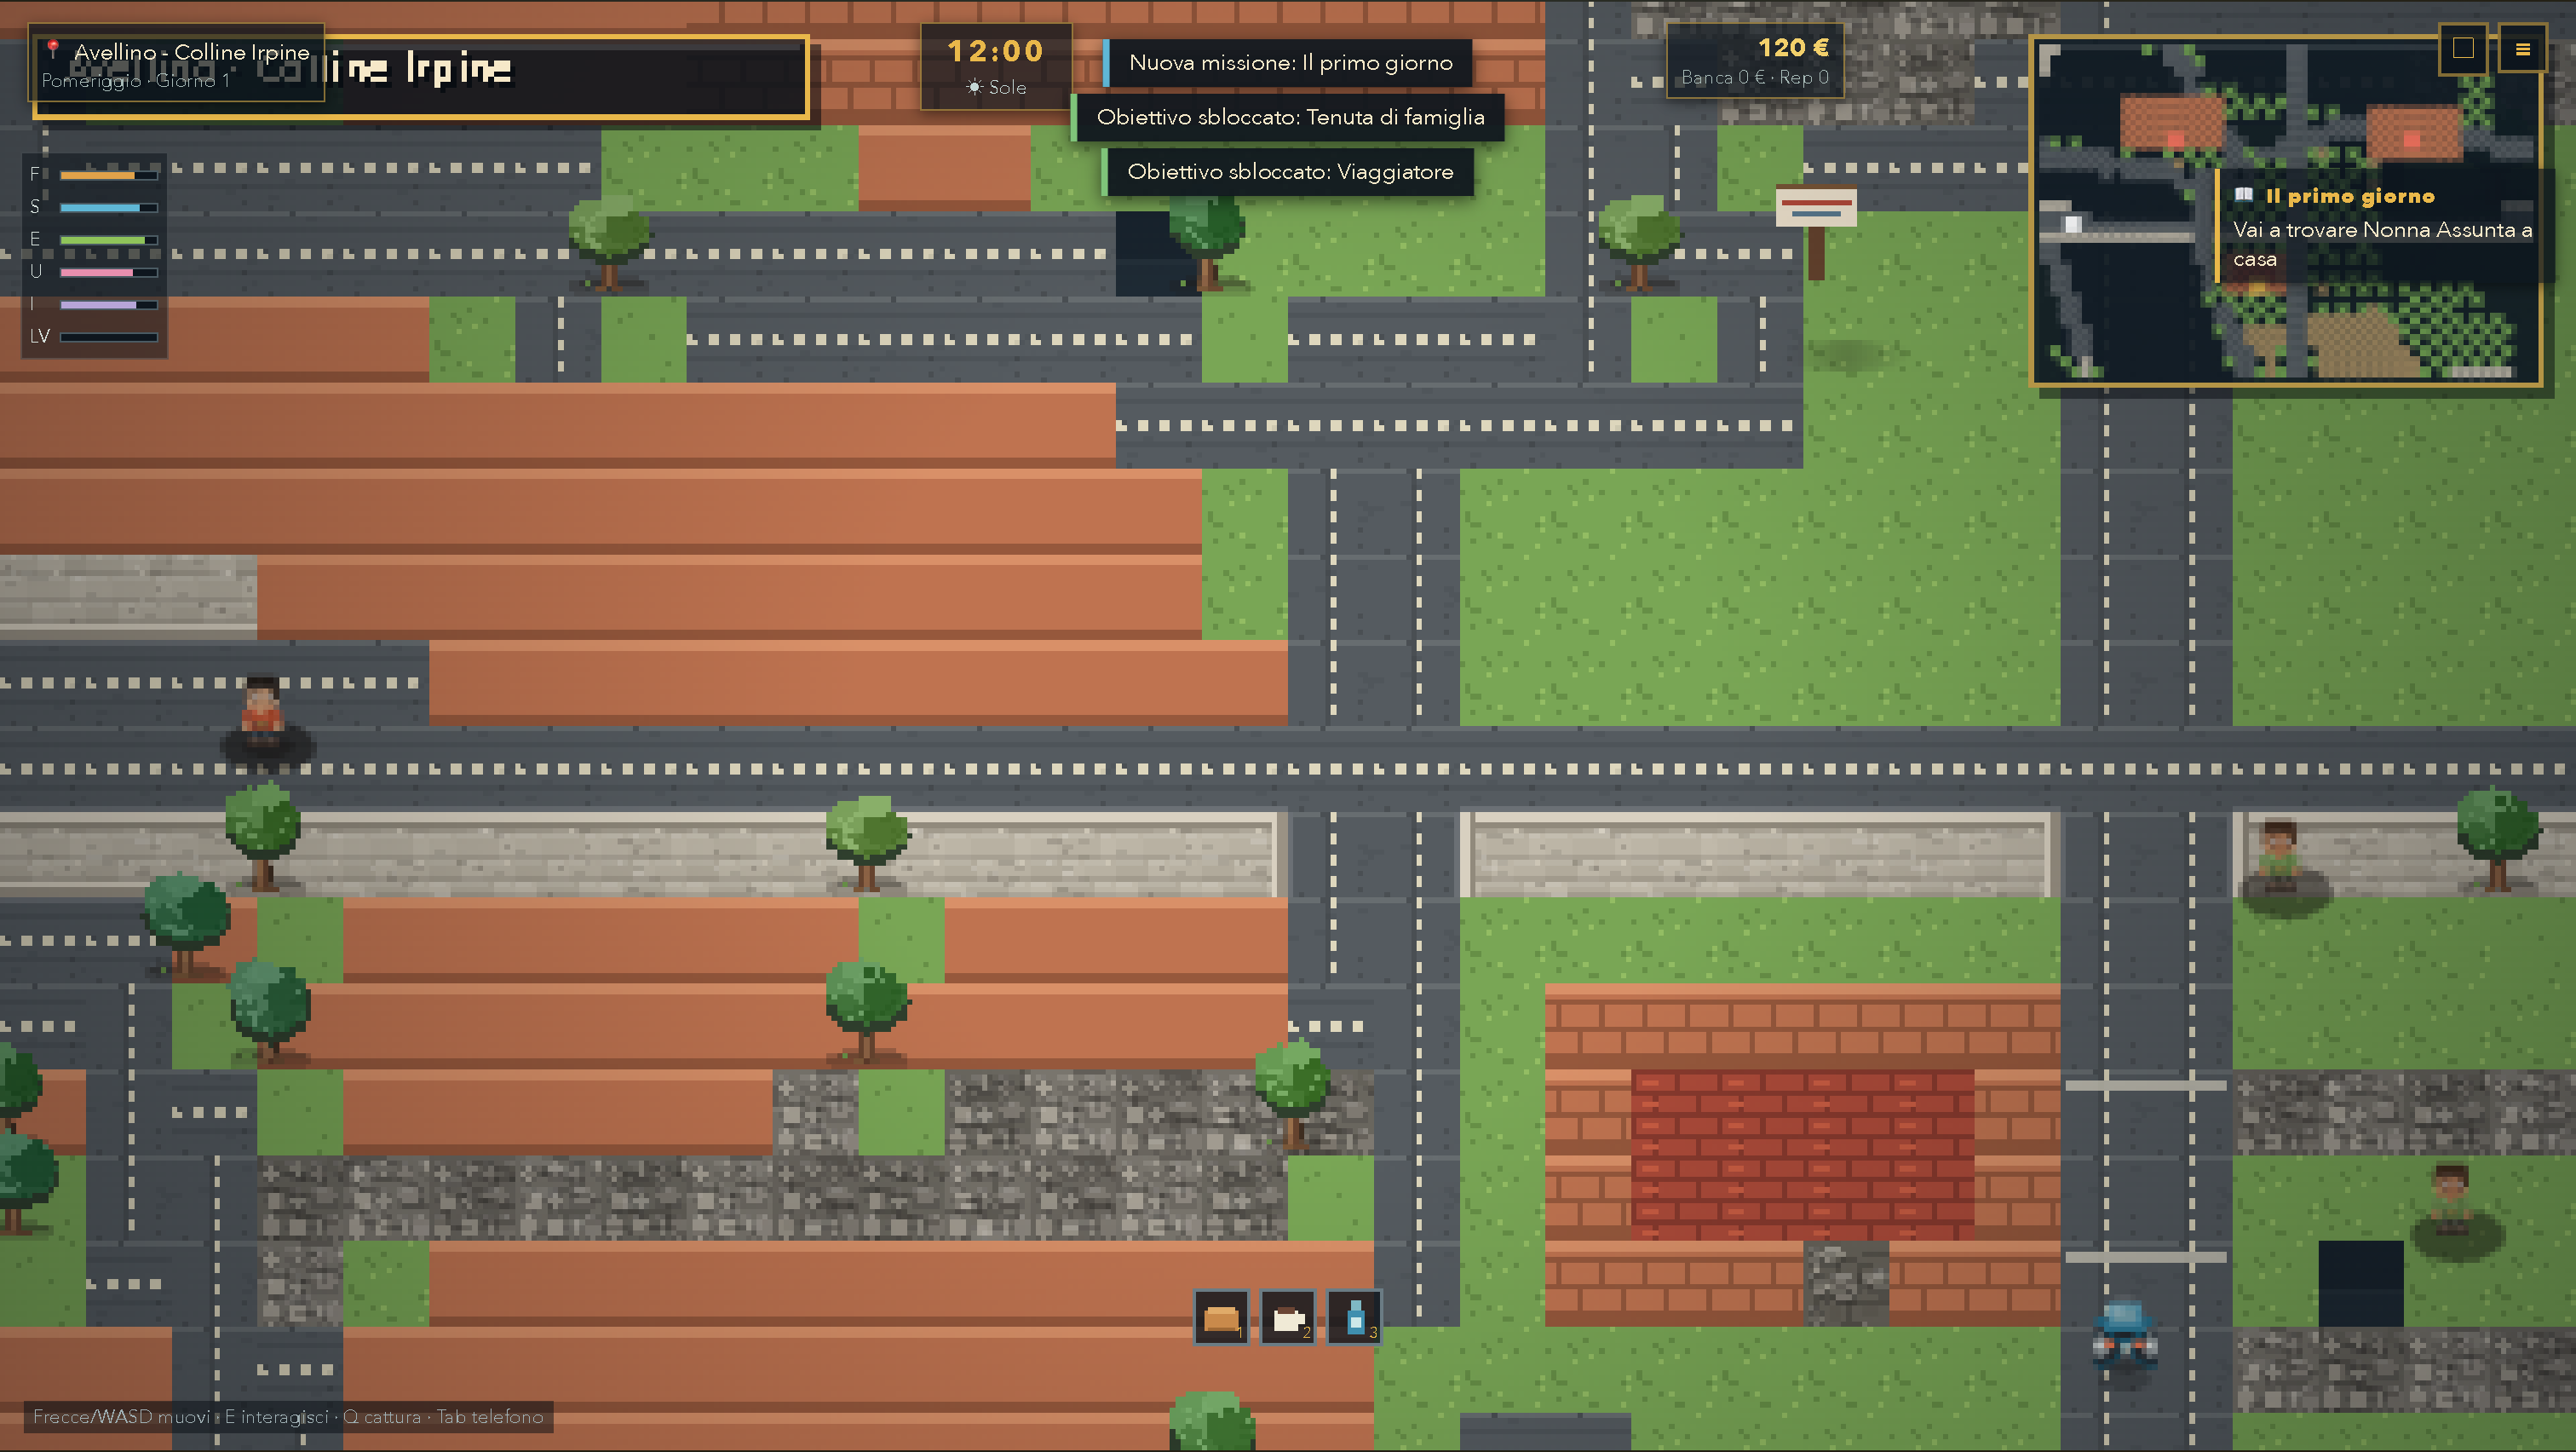 Avellino - Colline Irpine
Pomeriggio · Giorno 1
12:00
Sole
Nuova missione: Il primo giorno
Obiettivo sbloccato: Tenuta di famiglia
Obiettivo sbloccato: Viaggiatore
120 €
Banca 0 € · Rep 0
Il primo giorno
Vai a trovare Nonna Assunta a
casa
F
S
E
U
I
LV
1
2
3
Frecce/WASD muovi · E interagisci · Q cattura · Tab telefono